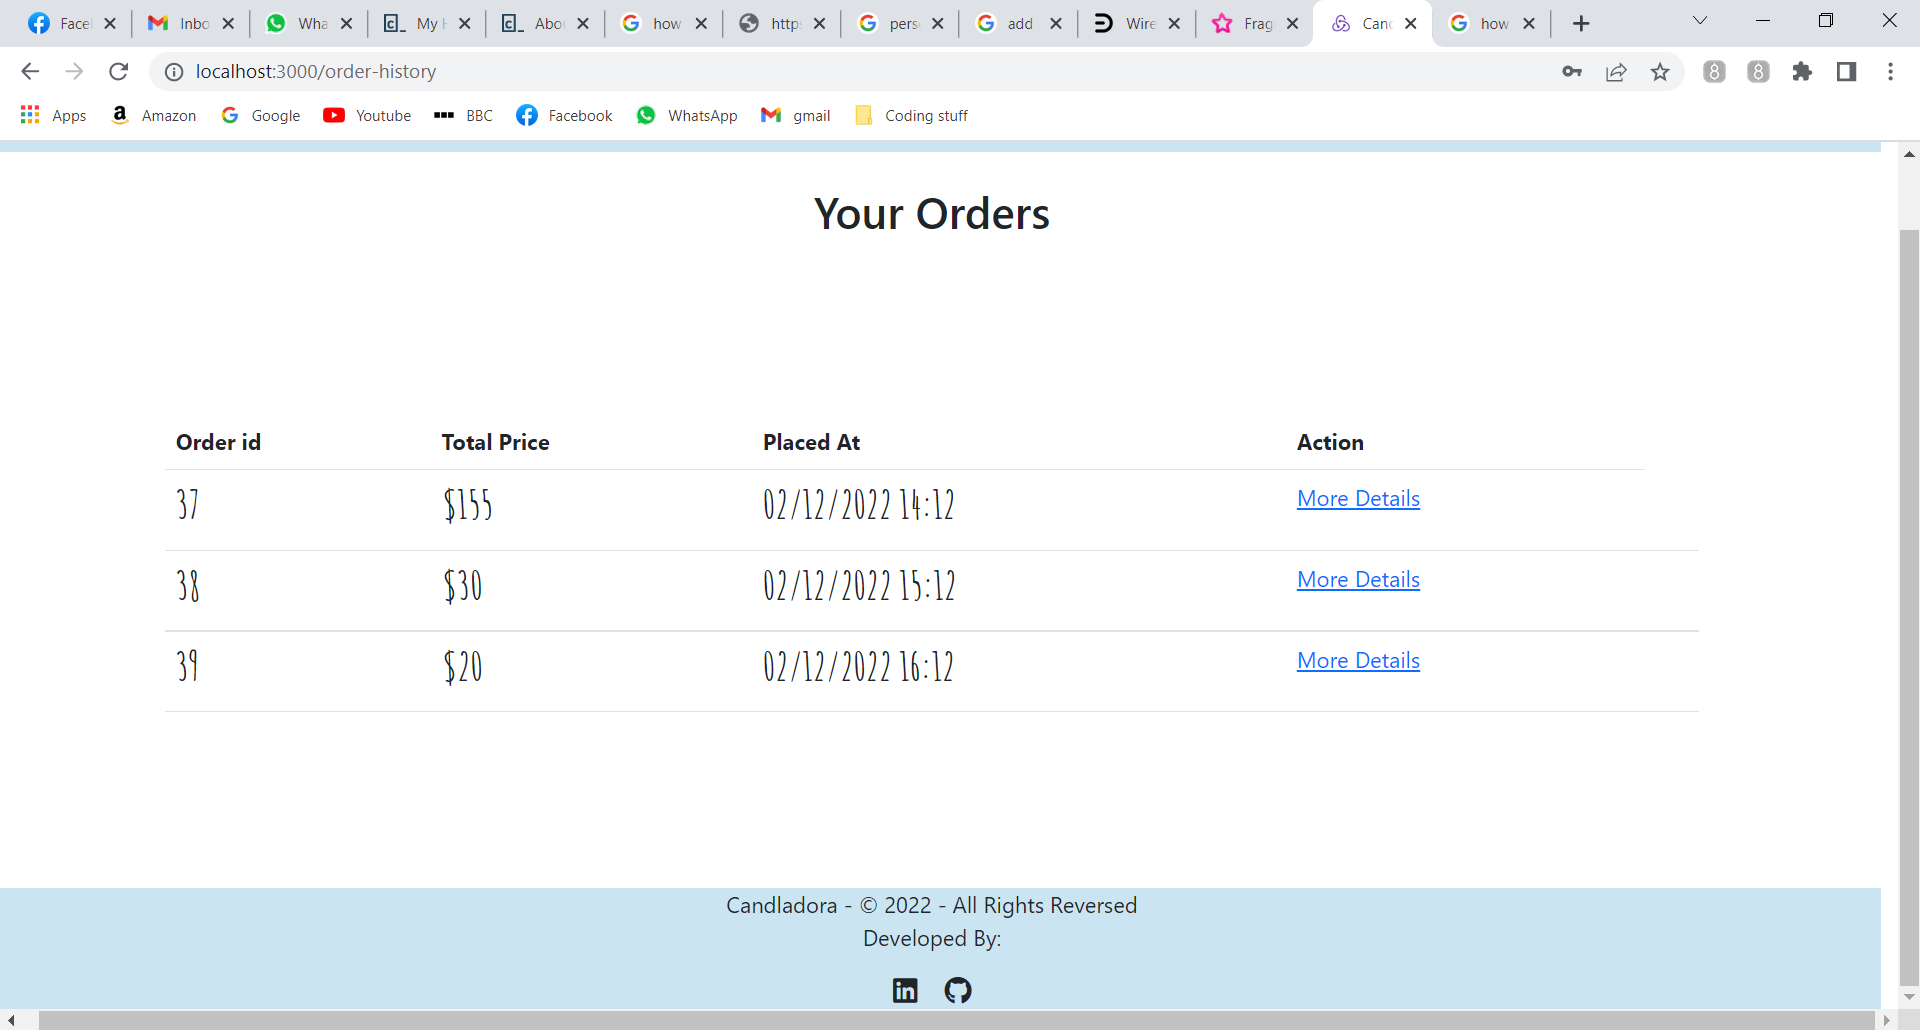 Face
Inbo
Wha
My H
Abou
how
http
pers
add
Wire
Frag
Canc
how
localhost:3000/order-history
Apps
Amazon
Google
Youtube
BBC
Facebook
WhatsApp
gmail
Coding stuff
Your Orders
Order id Total Price Placed At Action
37 $155 02/12/2022 14:12 More Details
38 $30 02/12/2022 15:12 More Details
39 $20 02/12/2022 16:12 More Details
Candladora - © 2022 - All Rights Reversed
Developed By: